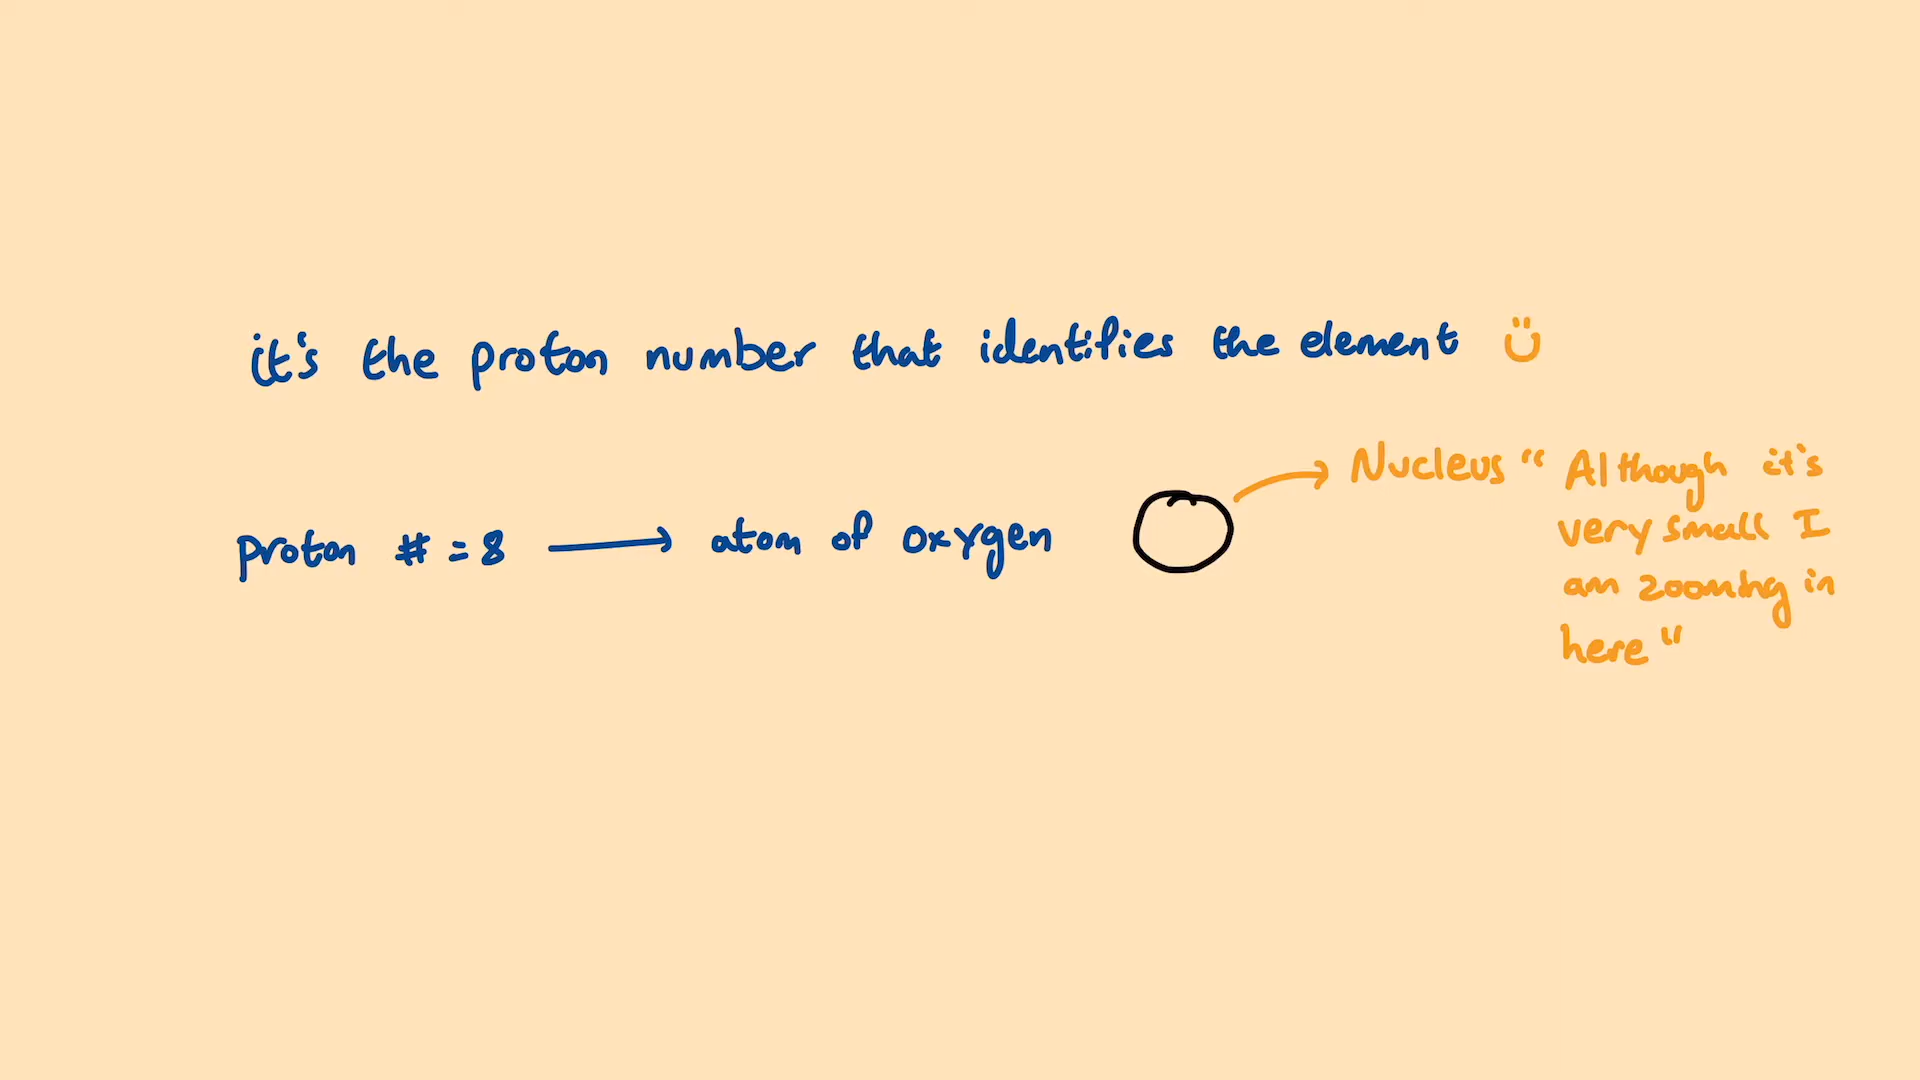 it's the proton number that identifies the element
proton # = 8 → atom of oxygen
Nucleus " Although it's
very small I
am zooming in
here "